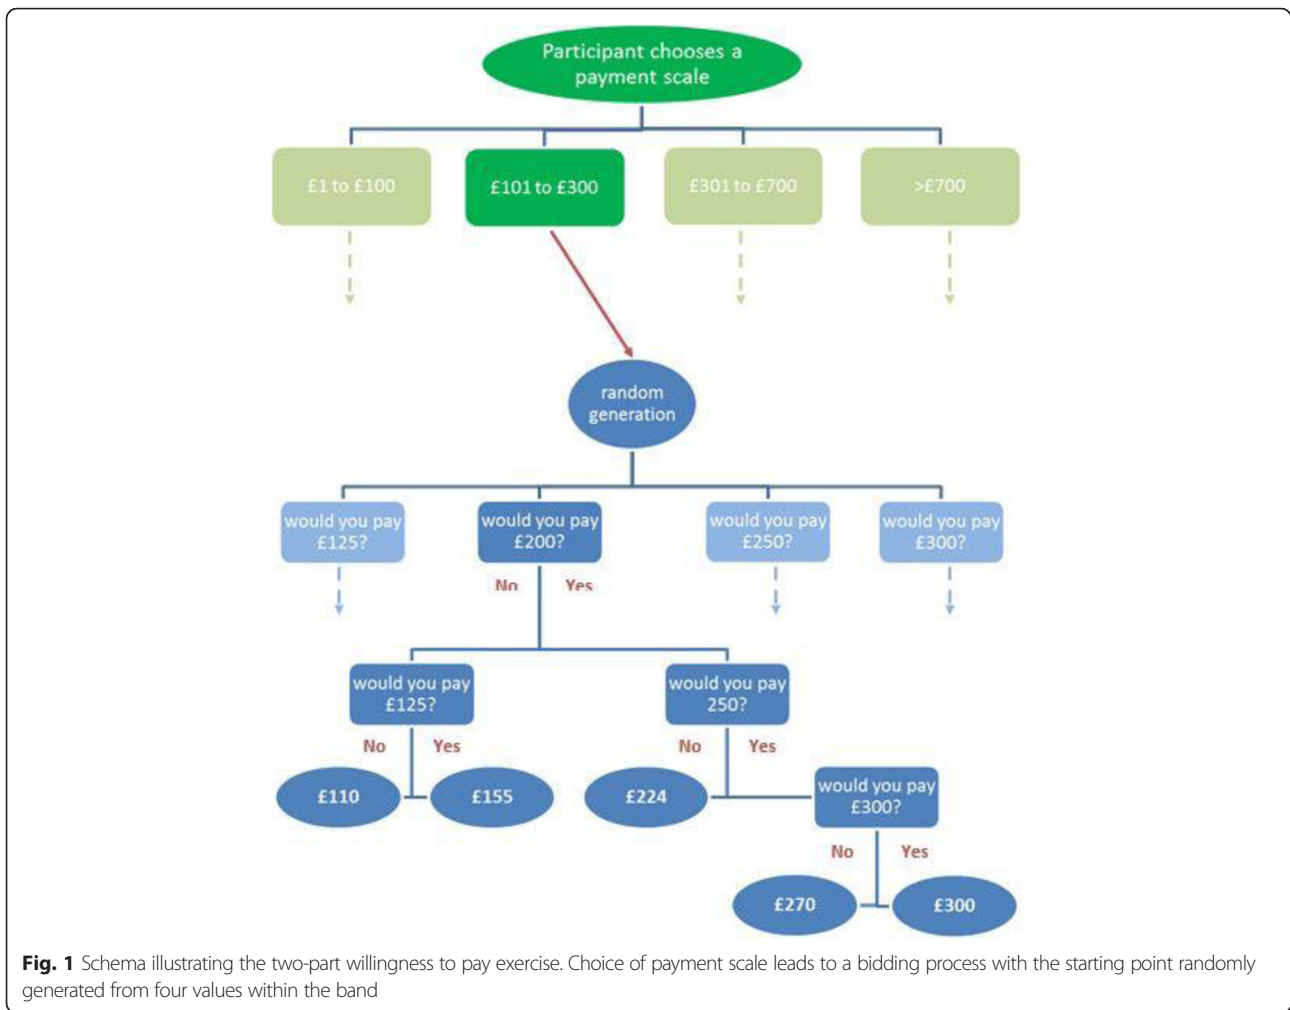 Participant chooses a
payment scale
£1 to £100
£101 to £300
£301 to £700
>£700
random
generation
would you pay
£125?
would you pay
£200?
would you pay
£250?
would you pay
£300?
No
Yes
would you pay
£125?
would you pay
250?
No
Yes
No
Yes
£110
£155
£224
would you pay
£300?
No
Yes
£270
£300
Fig. 1 Schema illustrating the two-part willingness to pay exercise. Choice of payment scale leads to a bidding process with the starting point randomly
generated from four values within the band